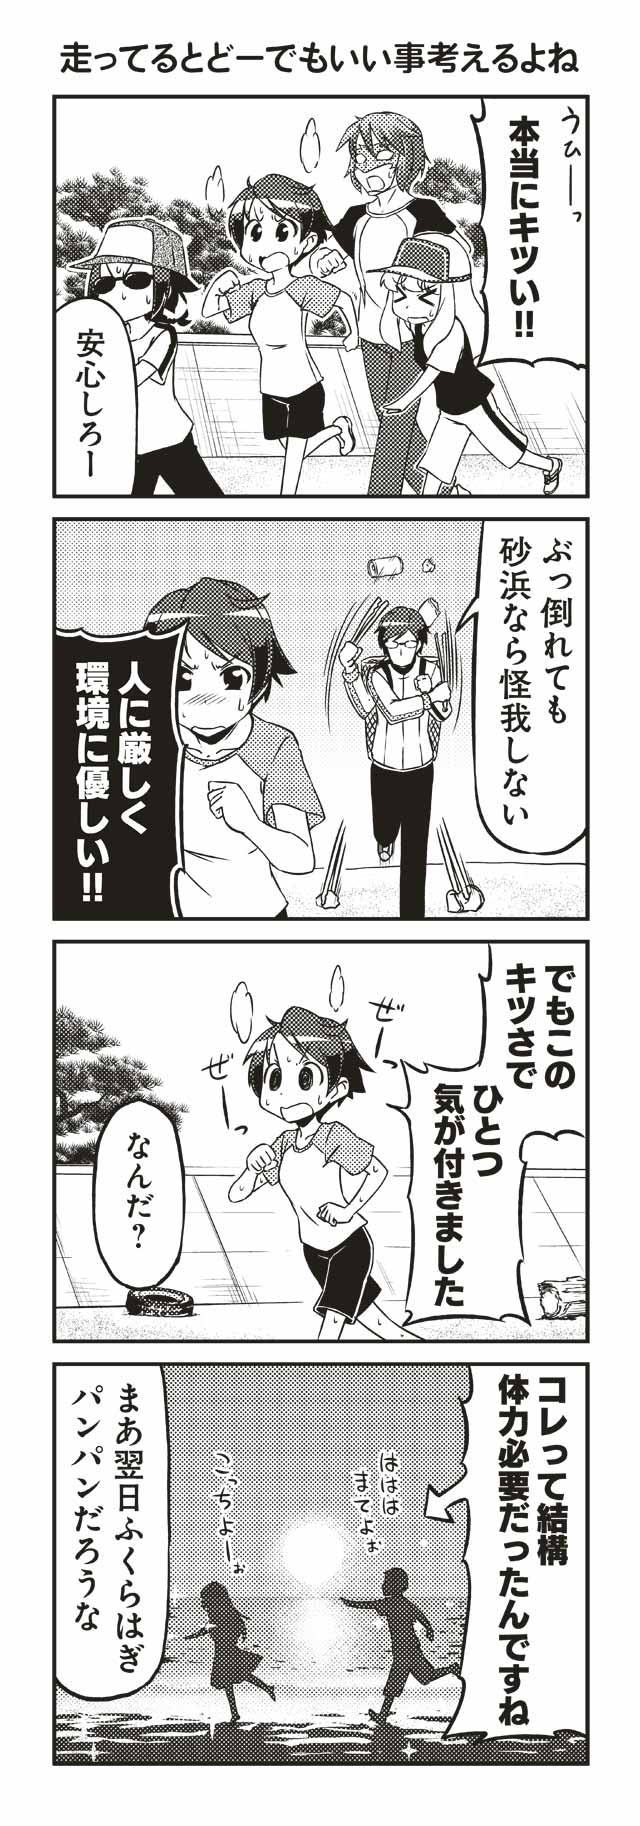 走ってるとどーでもいい事考えるよね
うひーっ
本当にキツい!!
安心しろー
ぶっ倒れても
砂浜なら怪我しない
人に厳しく
環境に優しい!!
でもこの
キツさで
ひとつ
気が付きました
ぜーっ
ぜーっ
なんだ?
コレって結構
体力必要だったんですね
ははは
まてよぉ
こっちよーぉ
まあ翌日ふくらはぎ
パンパンだろうな